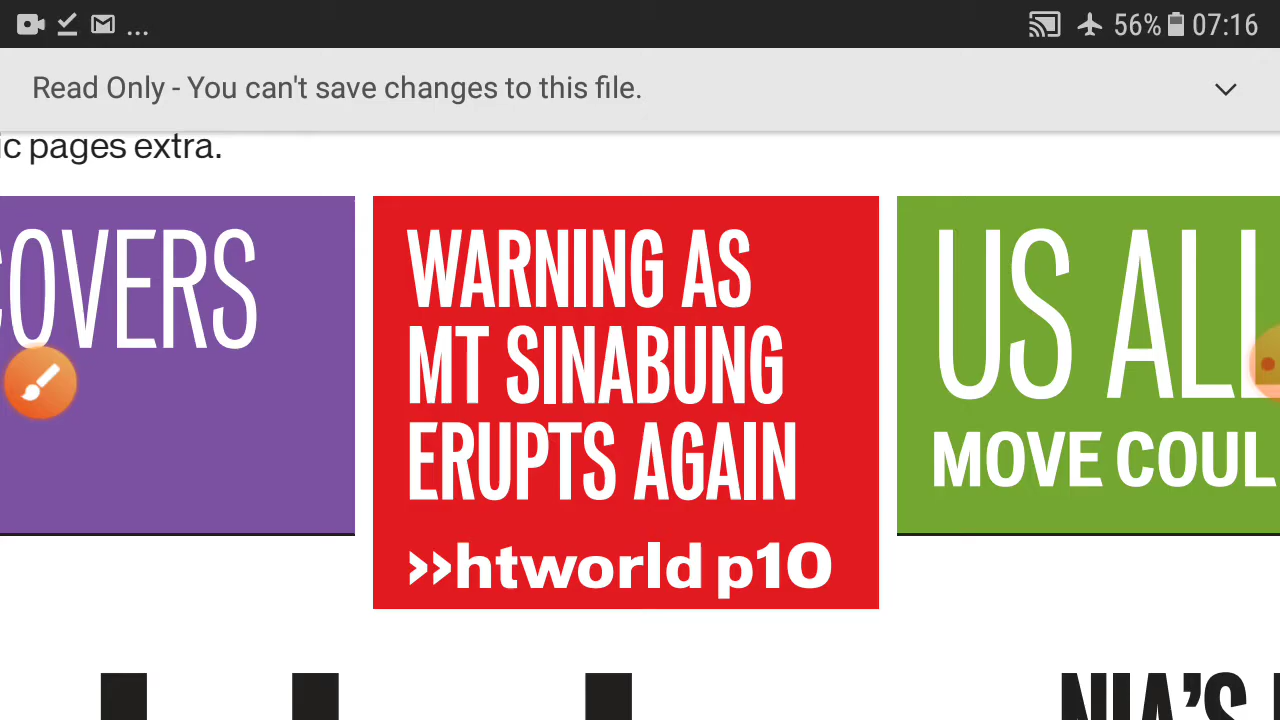 56% 07:16
Read Only - You can't save changes to this file.
ic pages extra.
COVERS
WARNING AS
MT SINABUNG
ERUPTS AGAIN
>>htworld p10
US ALL
MOVE COUL
NIA'S